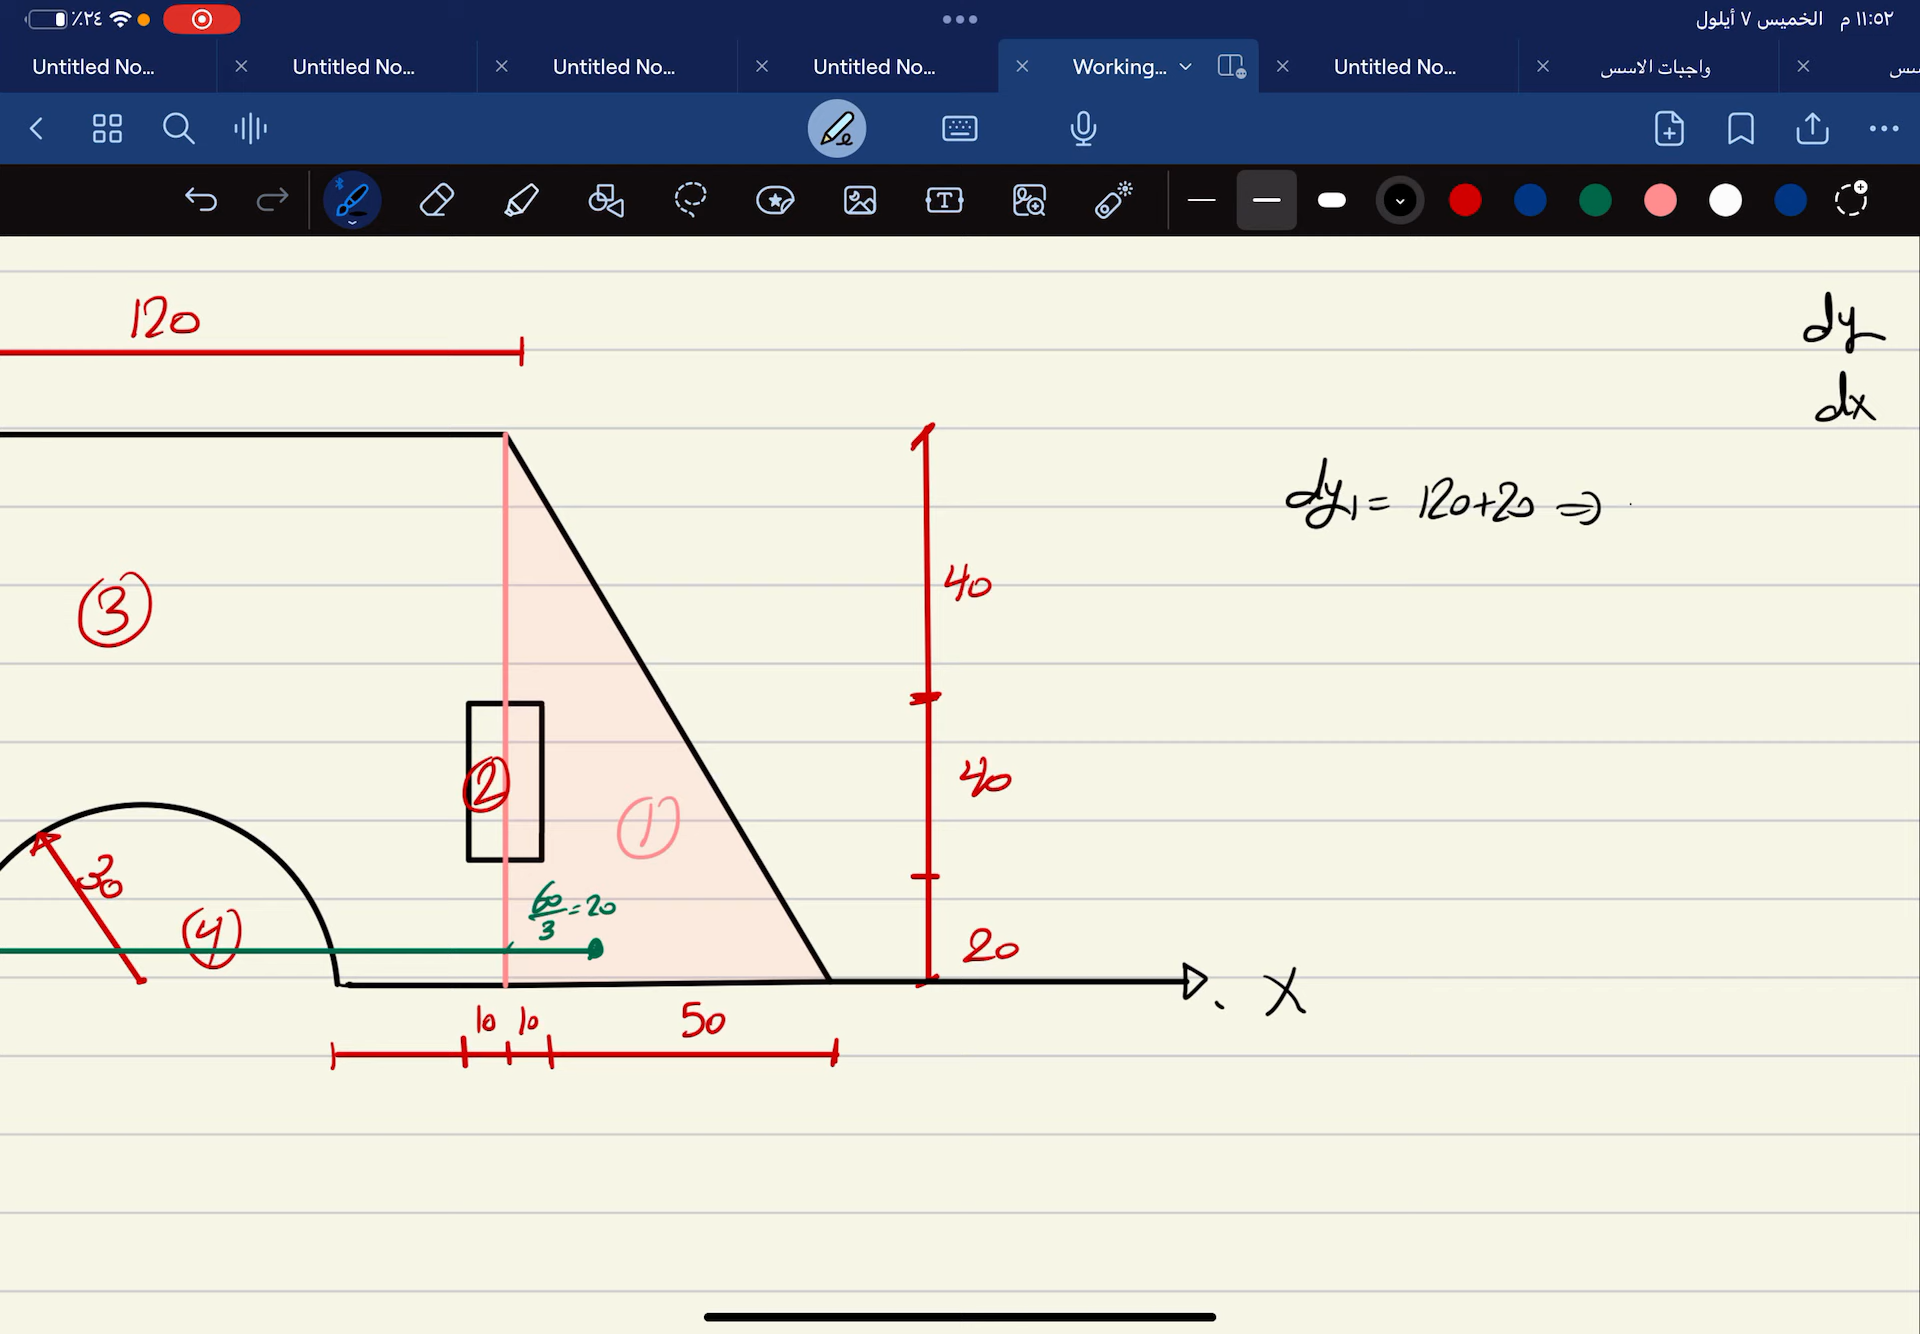 ٪٢٤
١١:٥٢ م الخميس ٧ أيلول
Untitled No...
Untitled No...
Untitled No...
Untitled No...
Working...
Untitled No...
واجبات الاسس
سس
T
120
dy
dx
dy₁ = 120+20 ⇒
40
3
40
2
1
30
60/3 = 20
4
20
X
10 10 50